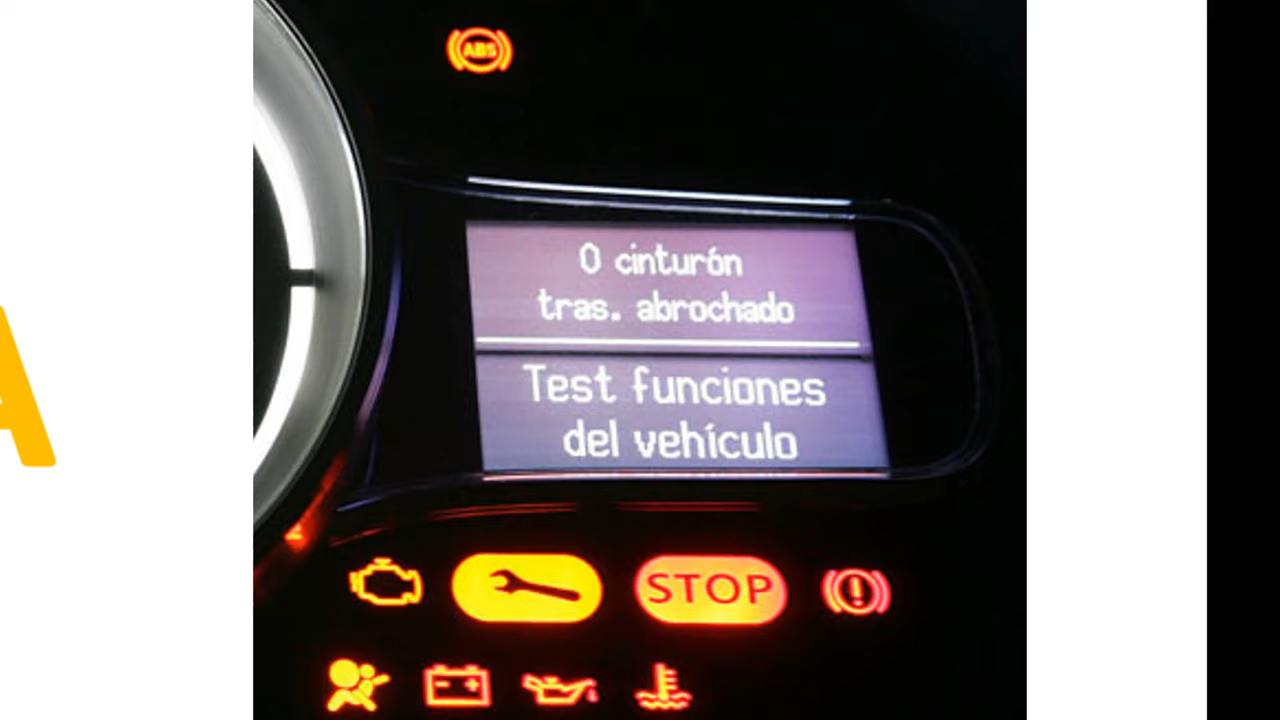 A
ABS
0 cinturón
tras. abrochado
Test funciones
del vehículo
STOP